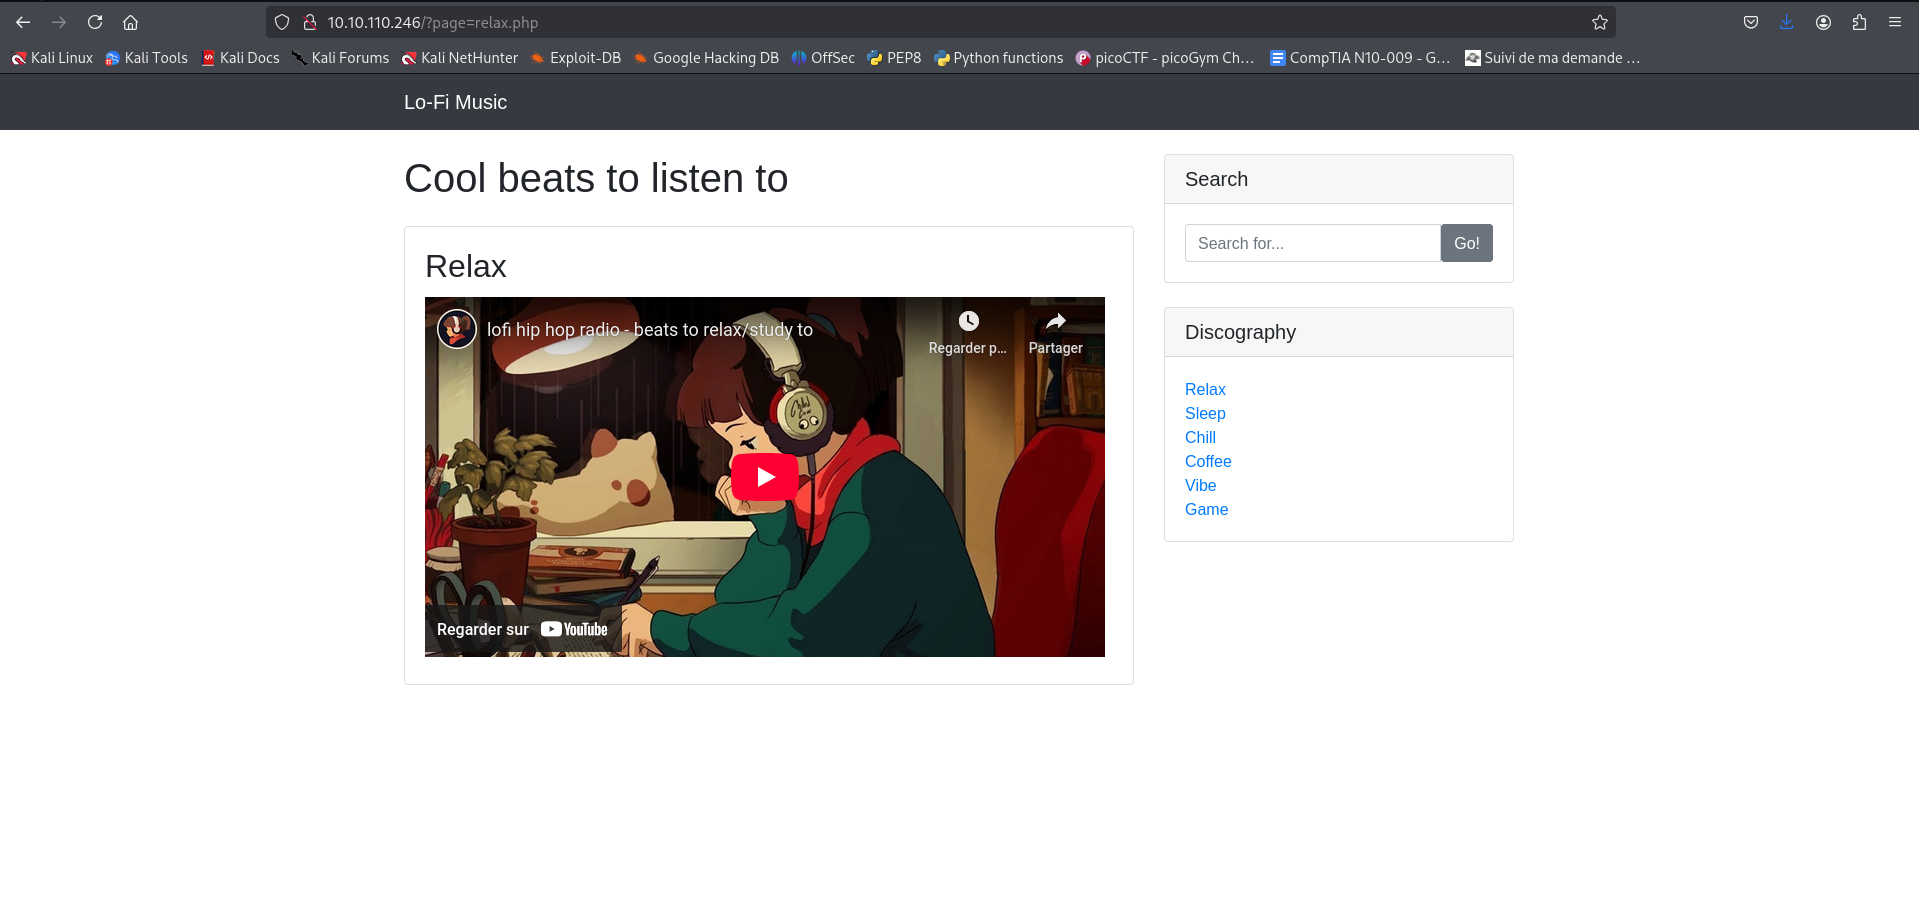 10.10.110.246/?page=relax.php
Kali Linux Kali Tools Kali Docs Kali Forums Kali NetHunter Exploit-DB Google Hacking DB OffSec PEP8 Python functions picoCTF - picoGym Ch… CompTIA N10-009 - G… Suivi de ma demande …
Lo-Fi Music
Cool beats to listen to
Relax
lofi hip hop radio - beats to relax/study to
Regarder p…
Partager
Regarder sur YouTube
Search
Search for...
Go!
Discography
Relax
Sleep
Chill
Coffee
Vibe
Game